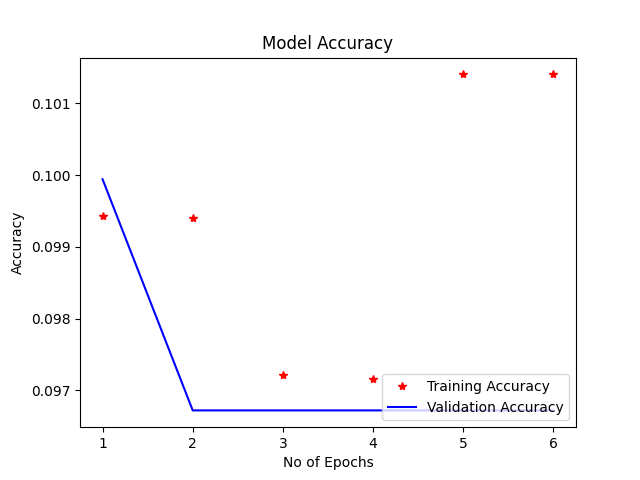 Model Accuracy
0.101
0.100
0.099
0.098
0.097
Accuracy
Training Accuracy
Validation Accuracy
1 2 3 4 5 6
No of Epochs